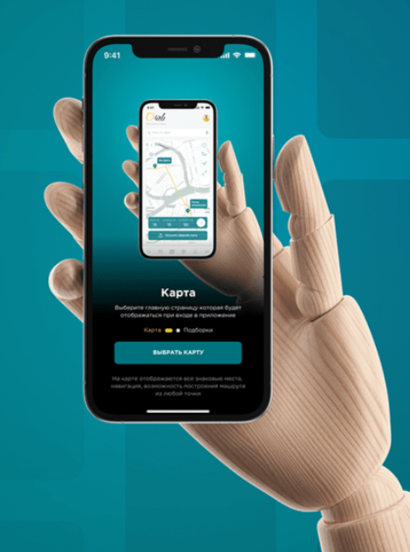 9:41
Карта
Выберите главную страницу которая будет
отображаться при входе в приложение
Карта Подборки
ВЫБРАТЬ КАРТУ
На карте отображаются все знаковые места,
навигация, возможность построения машрута
из любой точки